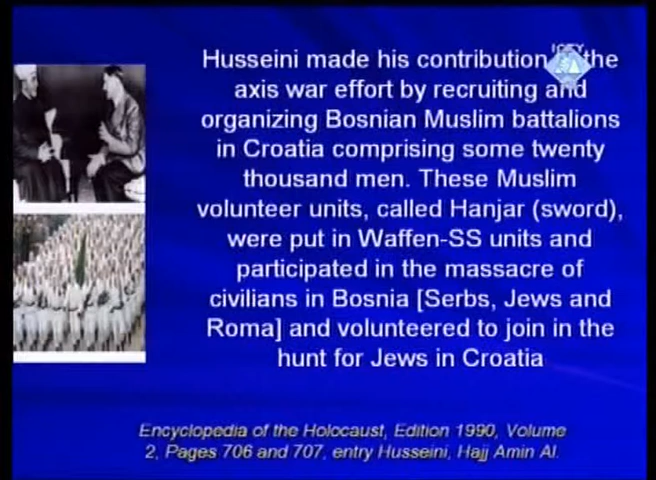 ICTY
Husseini made his contribution the
axis war effort by recruiting and
organizing Bosnian Muslim battalions
in Croatia comprising some twenty
thousand men. These Muslim
volunteer units, called Hanjar (sword),
were put in Waffen-SS units and
participated in the massacre of
civilians in Bosnia [Serbs, Jews and
Roma] and volunteered to join in the
hunt for Jews in Croatia
Encyclopedia of the Holocaust, Edition 1990, Volume
2, Pages 706 and 707, entry Husseini, Hajj Amin Al.